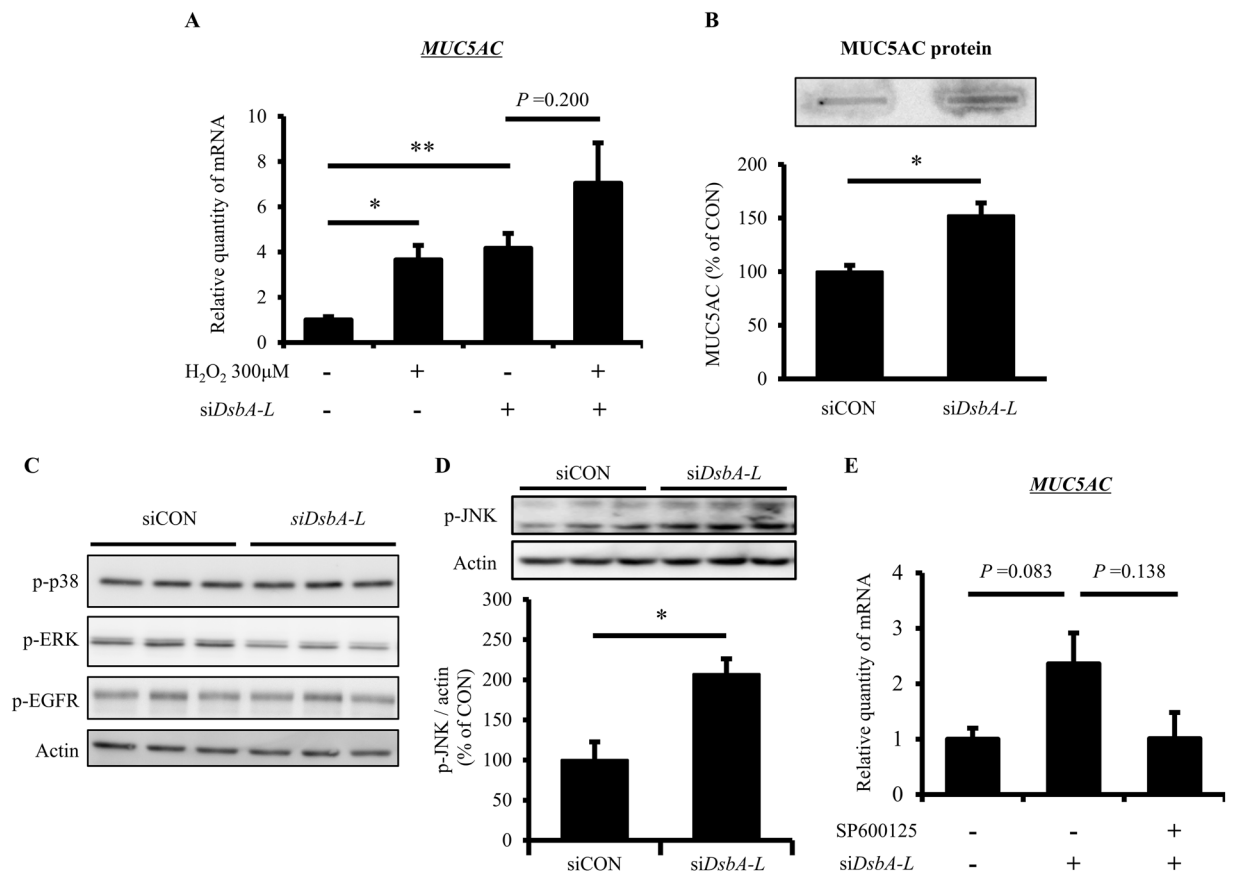 A
MUC5AC
P =0.200
**
*
Relative quantity of mRNA
10
8
6
4
2
0
H₂O₂ 300μM - + - +
siDsbA-L - - + +
B
MUC5AC protein
*
MUC5AC (% of CON)
200
150
100
50
0
siCON siDsbA-L
C
siCON siDsbA-L
p-p38
p-ERK
p-EGFR
Actin
D
siCON siDsbA-L
p-JNK
Actin
*
p-JNK / actin
(% of CON)
300
250
200
150
100
50
0
siCON siDsbA-L
E
MUC5AC
P =0.083 P =0.138
Relative quantity of mRNA
4
3
2
1
0
SP600125 - - +
siDsbA-L - + +